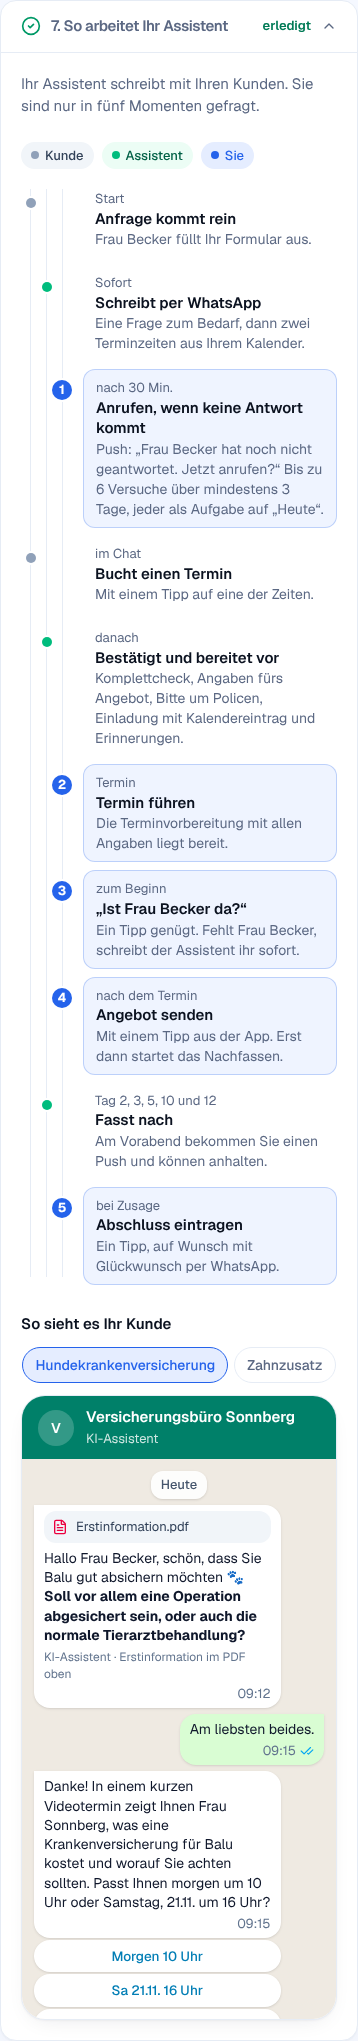 7. So arbeitet Ihr Assistent erledigt
Ihr Assistent schreibt mit Ihren Kunden. Sie
sind nur in fünf Momenten gefragt.
Kunde Assistent Sie
Start
Anfrage kommt rein
Frau Becker füllt Ihr Formular aus.
Sofort
Schreibt per WhatsApp
Eine Frage zum Bedarf, dann zwei
Terminzeiten aus Ihrem Kalender.
1
nach 30 Min.
Anrufen, wenn keine Antwort
kommt
Push: „Frau Becker hat noch nicht
geantwortet. Jetzt anrufen?“ Bis zu
6 Versuche über mindestens 3
Tage, jeder als Aufgabe auf „Heute“.
im Chat
Bucht einen Termin
Mit einem Tipp auf eine der Zeiten.
danach
Bestätigt und bereitet vor
Komplettcheck, Angaben fürs
Angebot, Bitte um Policen,
Einladung mit Kalendereintrag und
Erinnerungen.
2
Termin
Termin führen
Die Terminvorbereitung mit allen
Angaben liegt bereit.
3
zum Beginn
„Ist Frau Becker da?“
Ein Tipp genügt. Fehlt Frau Becker,
schreibt der Assistent ihr sofort.
4
nach dem Termin
Angebot senden
Mit einem Tipp aus der App. Erst
dann startet das Nachfassen.
Tag 2, 3, 5, 10 und 12
Fasst nach
Am Vorabend bekommen Sie einen
Push und können anhalten.
5
bei Zusage
Abschluss eintragen
Ein Tipp, auf Wunsch mit
Glückwunsch per WhatsApp.
So sieht es Ihr Kunde
Hundekrankenversicherung Zahnzusatz
V
Versicherungsbüro Sonnberg
KI-Assistent
Heute
Erstinformation.pdf
Hallo Frau Becker, schön, dass Sie
Balu gut absichern möchten 🐾
Soll vor allem eine Operation
abgesichert sein, oder auch die
normale Tierarztbehandlung?
KI-Assistent · Erstinformation im PDF
oben
09:12
Am liebsten beides.
09:15
Danke! In einem kurzen
Videotermin zeigt Ihnen Frau
Sonnberg, was eine
Krankenversicherung für Balu
kostet und worauf Sie achten
sollten. Passt Ihnen morgen um 10
Uhr oder Samstag, 21.11. um 16 Uhr?
09:15
Morgen 10 Uhr
Sa 21.11. 16 Uhr